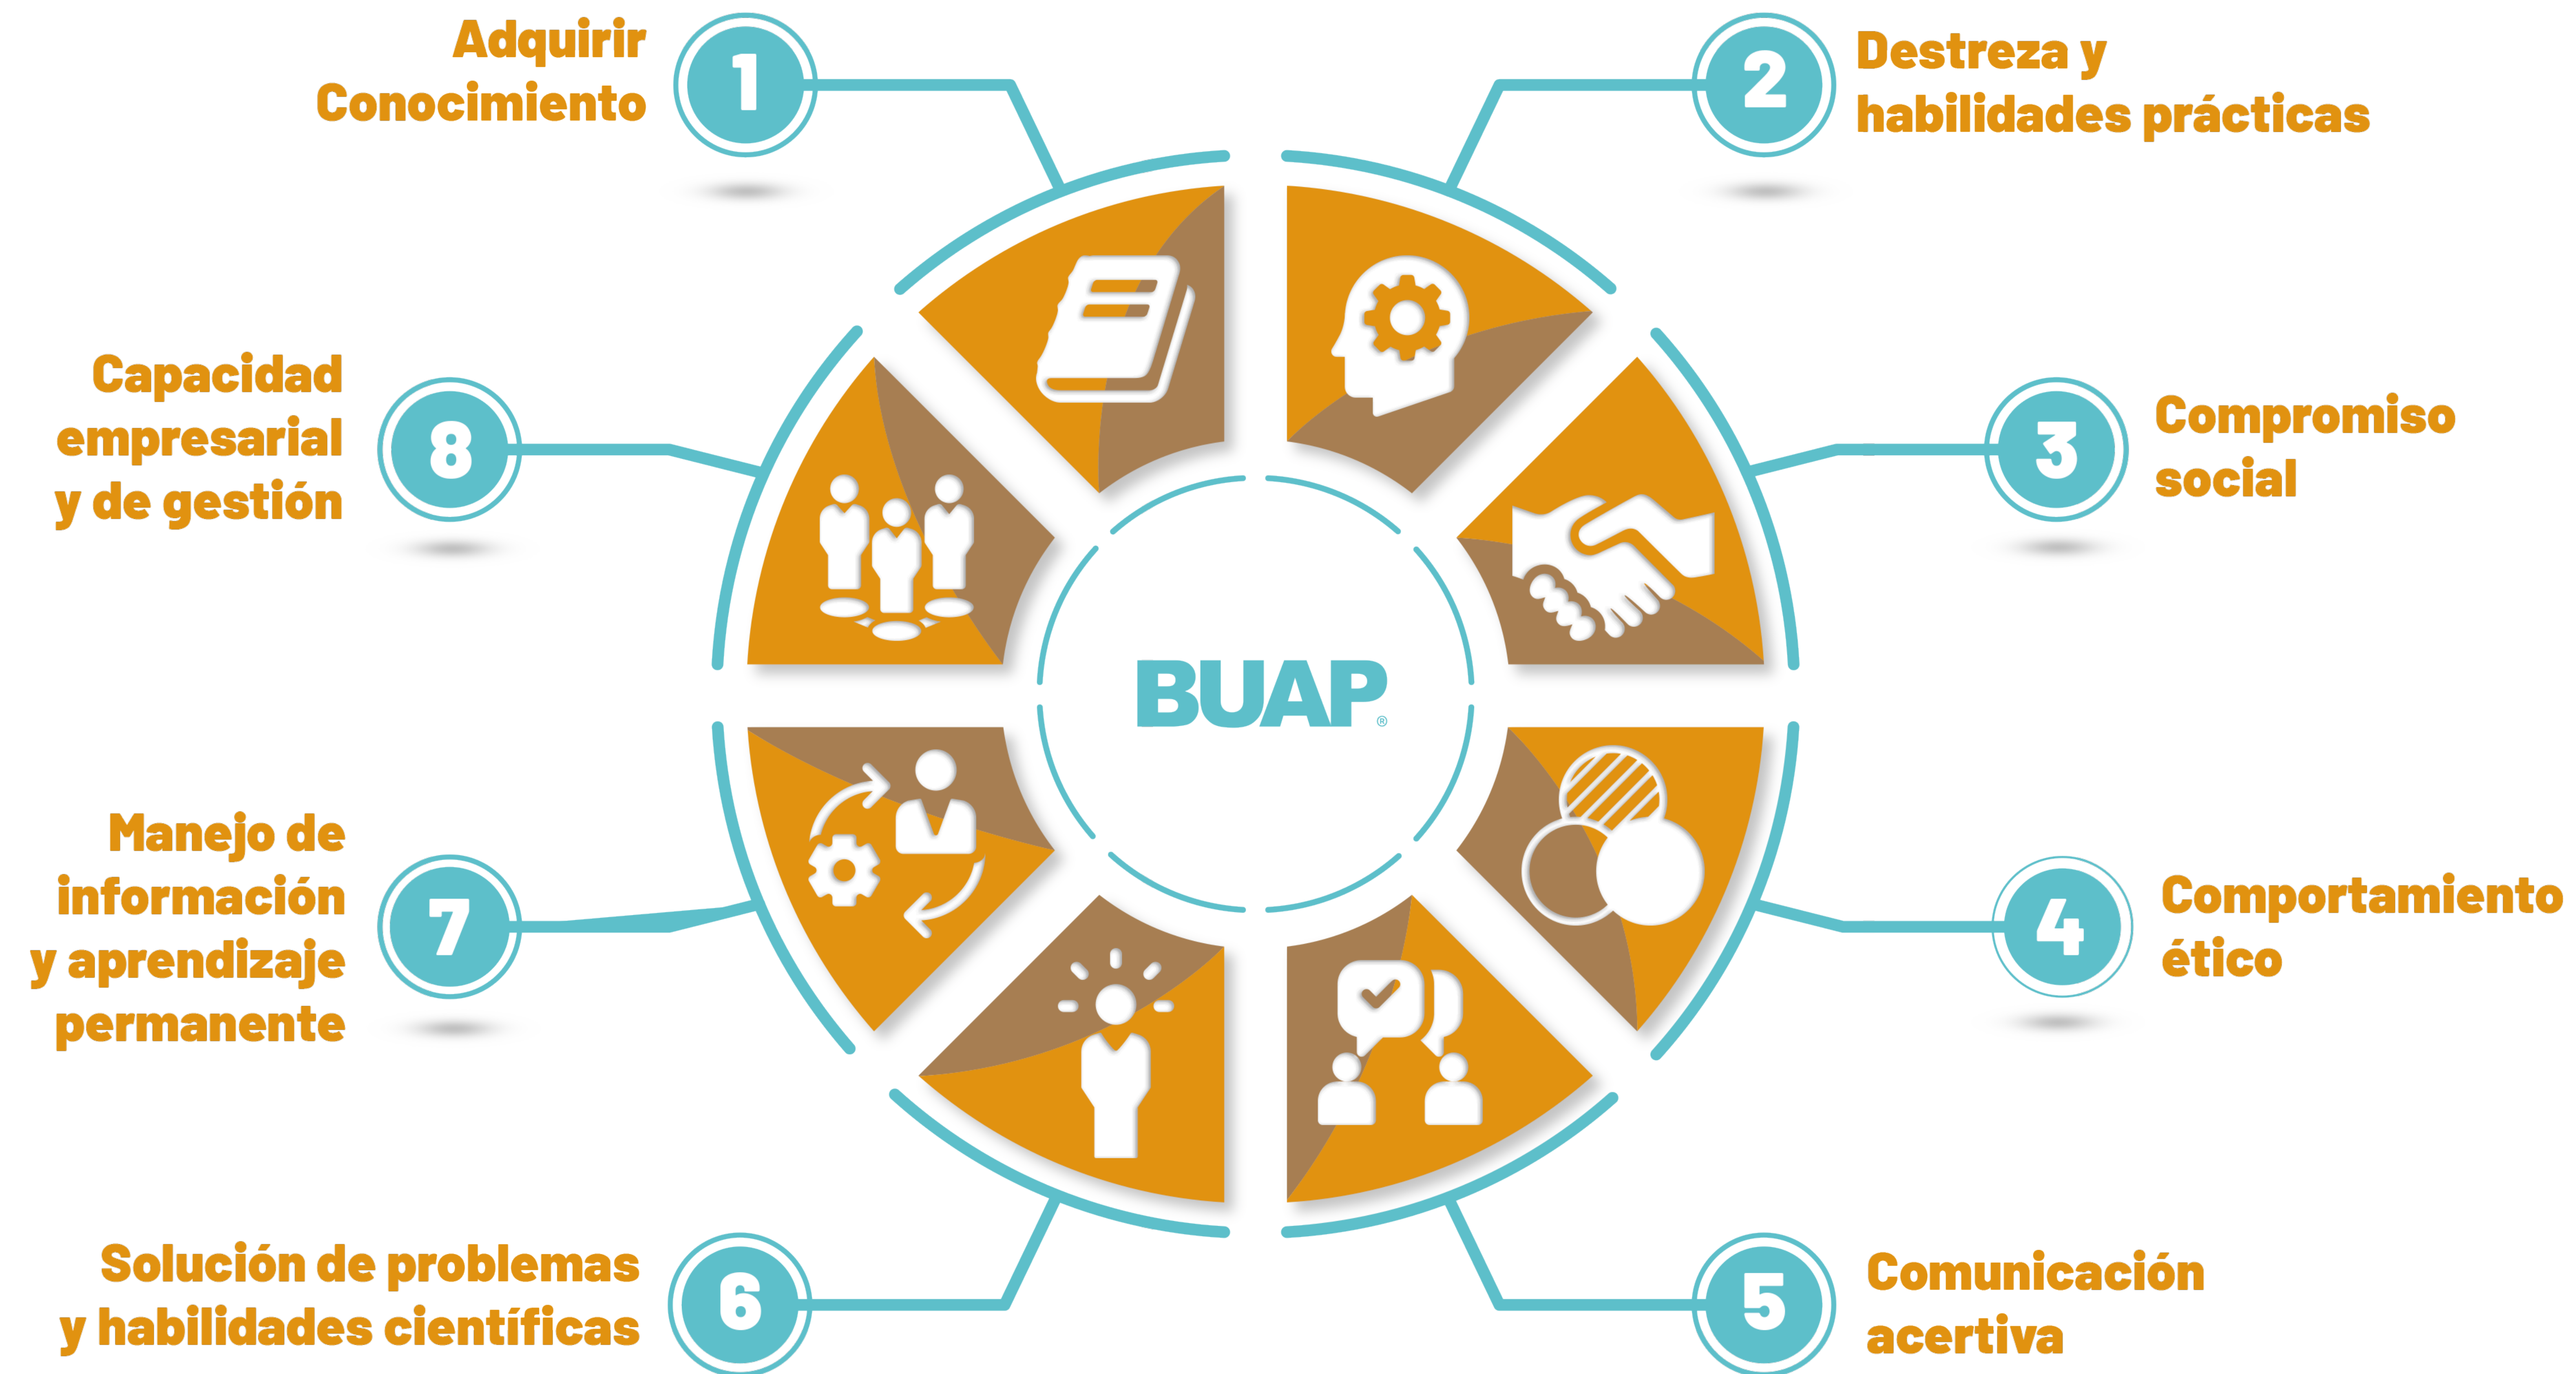 1
Adquirir
Conocimiento
2
Destreza y
habilidades prácticas
3
Compromiso
social
4
Comportamiento
ético
5
Comunicación
acertiva
6
Solución de problemas
y habilidades científicas
7
Manejo de
información
y aprendizaje
permanente
8
Capacidad
empresarial
y de gestión
BUAP®